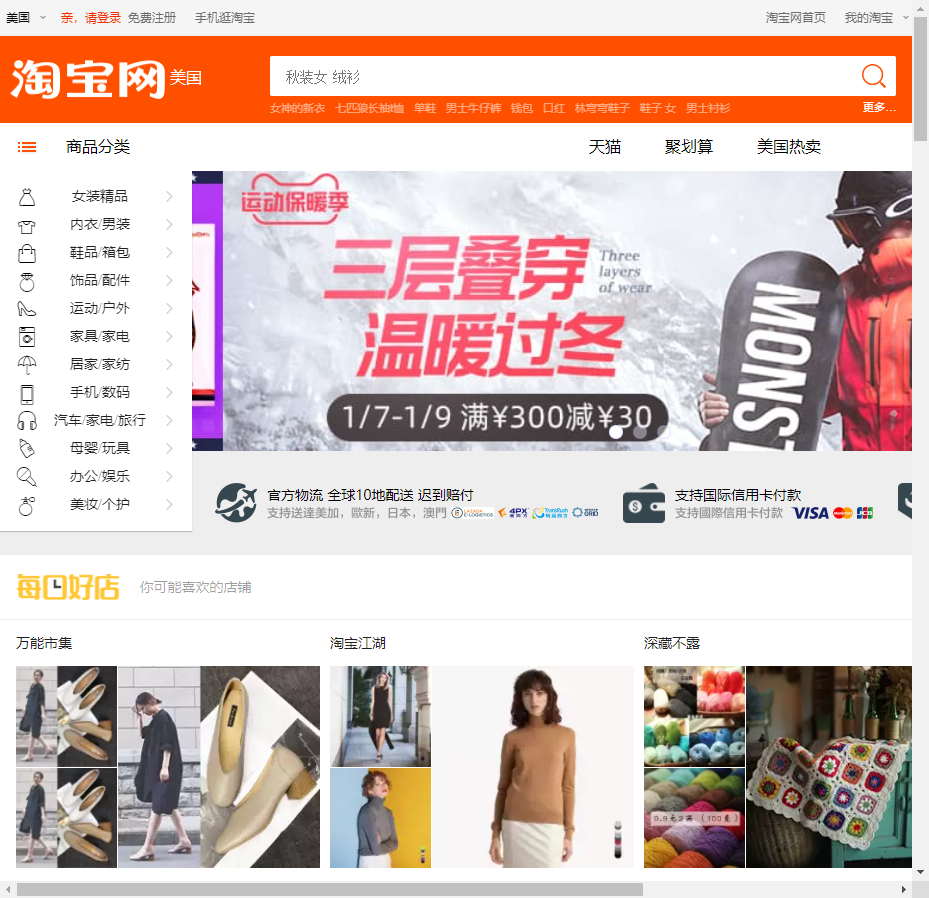 美国 亲，请登录 免费注册 手机逛淘宝 淘宝网首页 我的淘宝
淘宝网 美国
秋装女 绒衫
女神的新衣 七匹狼长袖t恤 单鞋 男士牛仔裤 钱包 口红 林弯弯鞋子 鞋子 女 男士衬衫 更多...
商品分类 天猫 聚划算 美国热卖
女装精品
内衣/男装
鞋品/箱包
饰品/配件
运动/户外
家具/家电
居家/家纺
手机/数码
汽车/家电/旅行
母婴/玩具
办公/娱乐
美妆/个护
运动保暖季
三层叠穿
Three
layers
of wear
温暖过冬
1/7-1/9 满¥300减¥30
MONST
官方物流 全球10地配送 迟到赔付
支持送達美加，歐新，日本，澳門
4PX
支持国际信用卡付款
支持國際信用卡付款 VISA JCB
每日好店 你可能喜欢的店铺
万能市集 淘宝江湖 深藏不露
9.9元2两（100克）